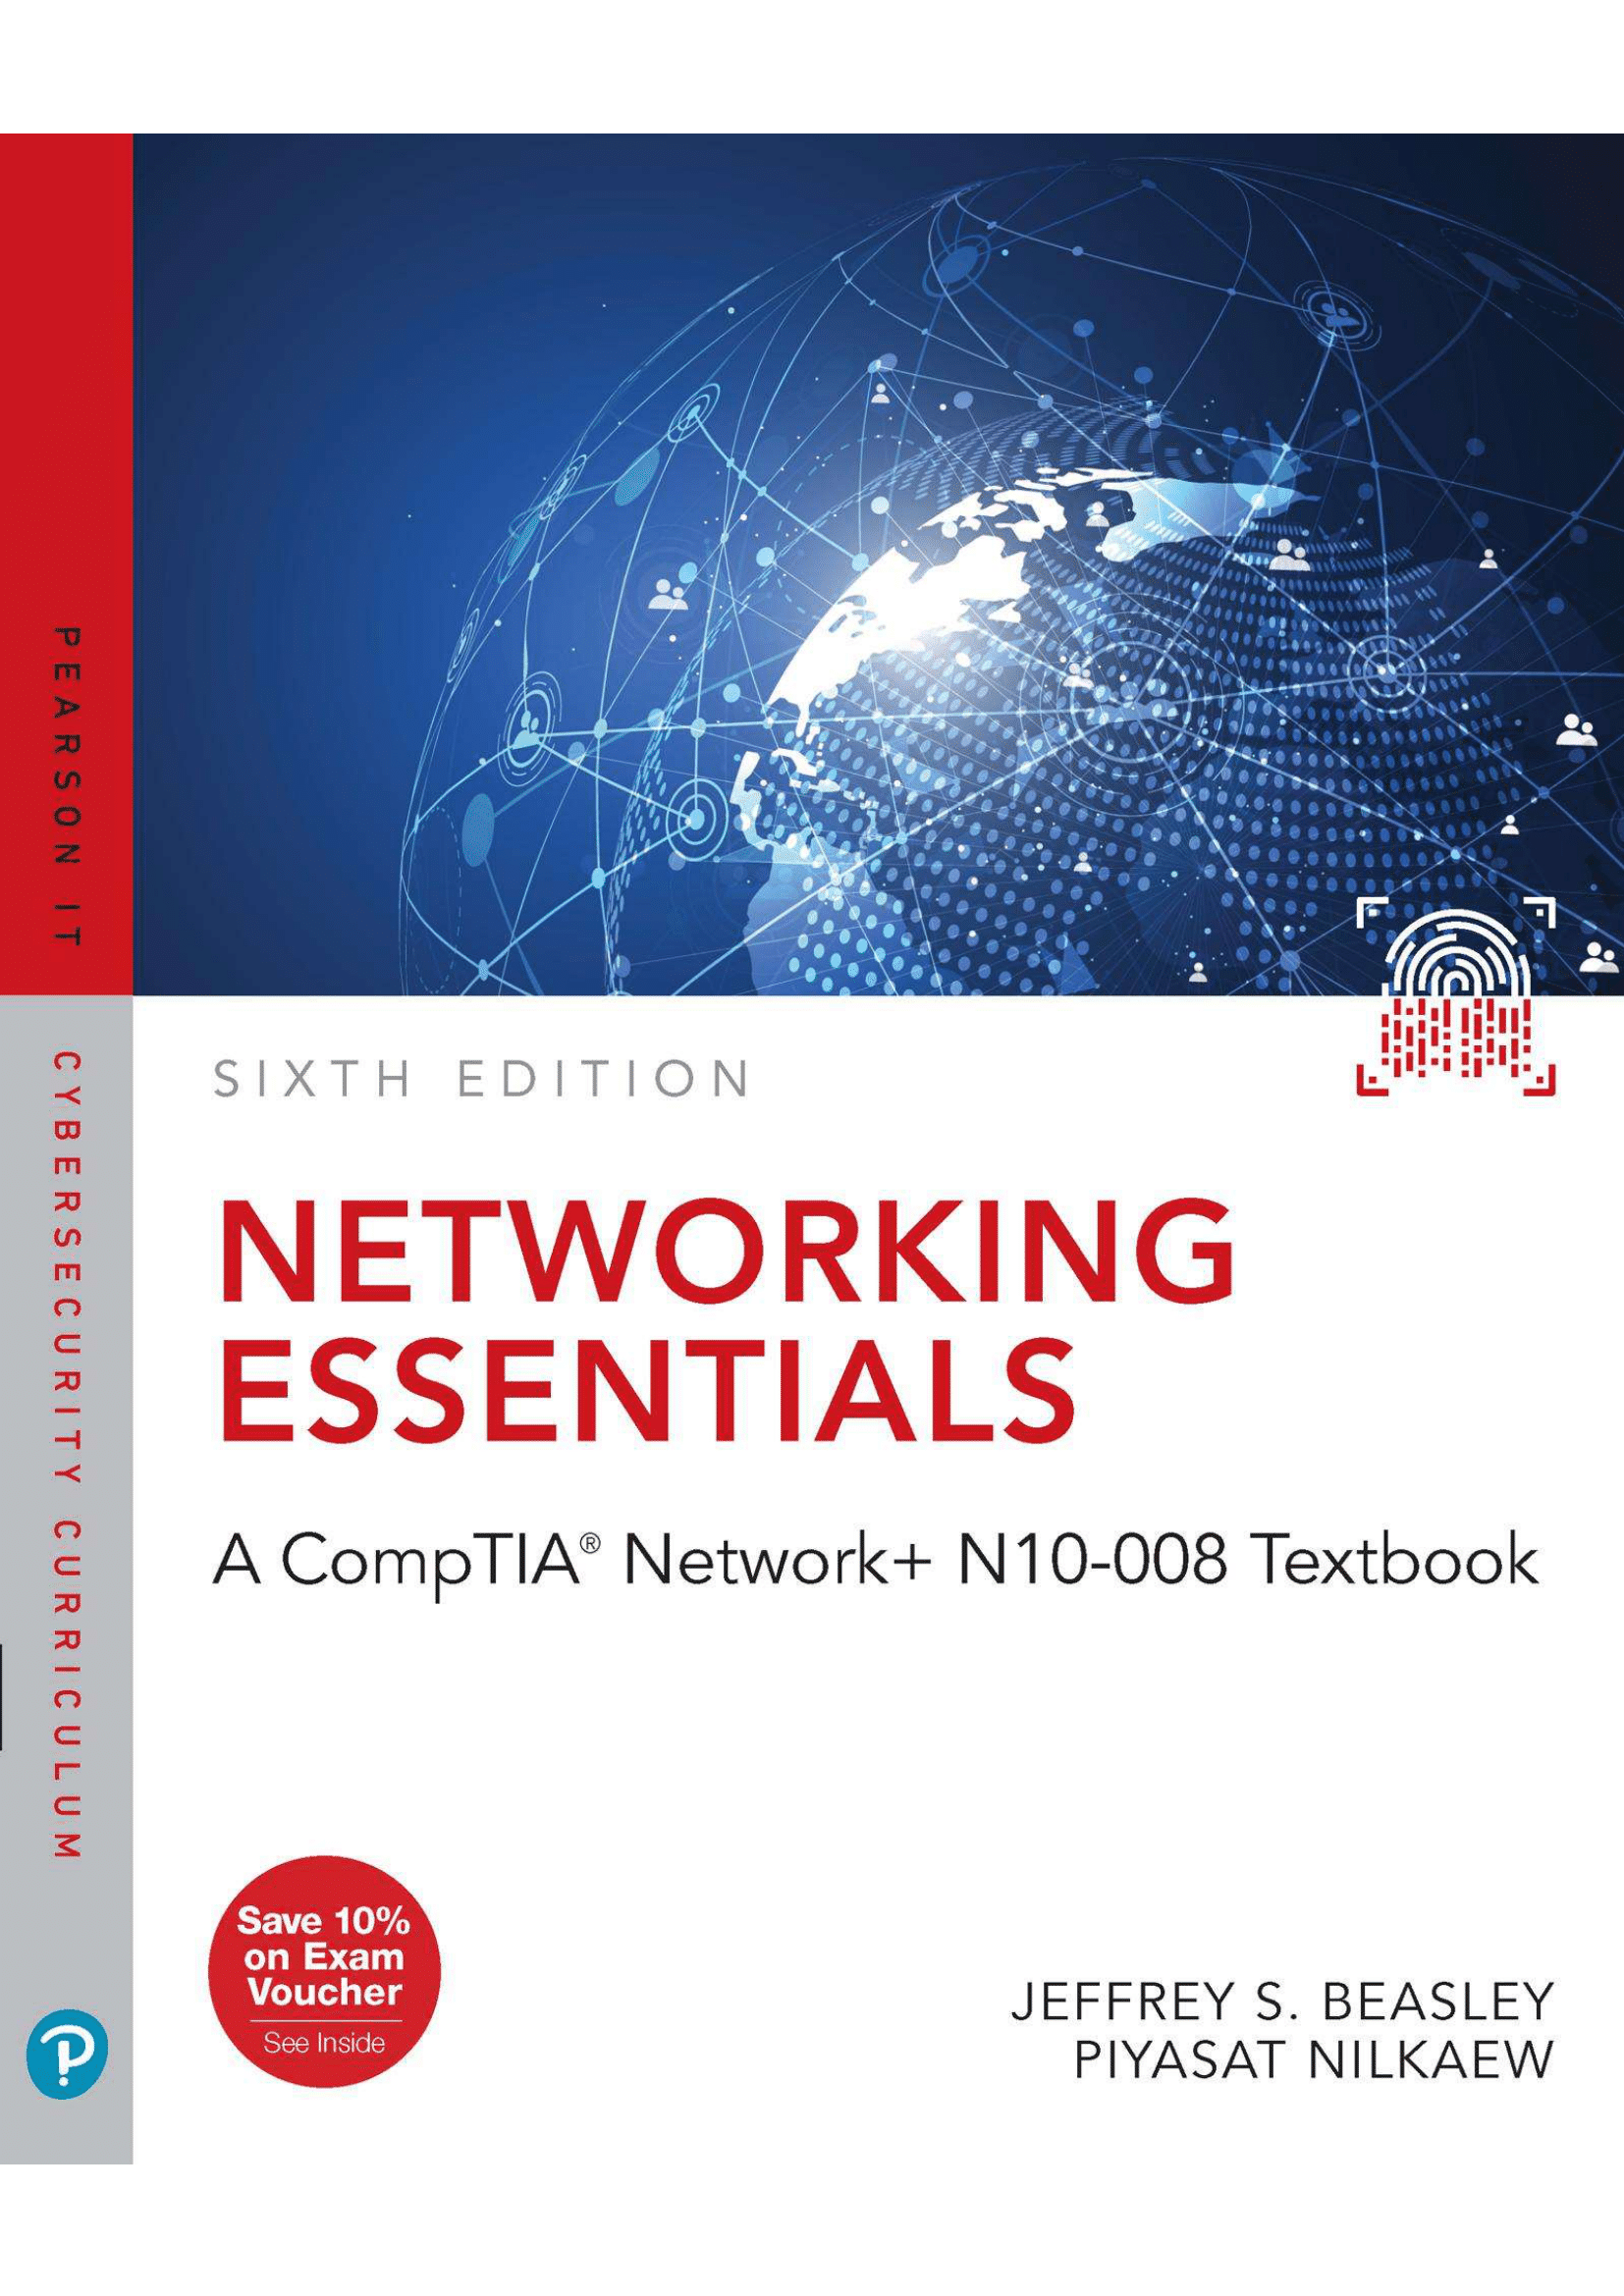 PEARSON IT
CYBERSECURITY CURRICULUM
SIXTH EDITION
NETWORKING
ESSENTIALS
A CompTIA® Network+ N10-008 Textbook
Save 10%
on Exam
Voucher
See Inside
JEFFREY S. BEASLEY
PIYASAT NILKAEW